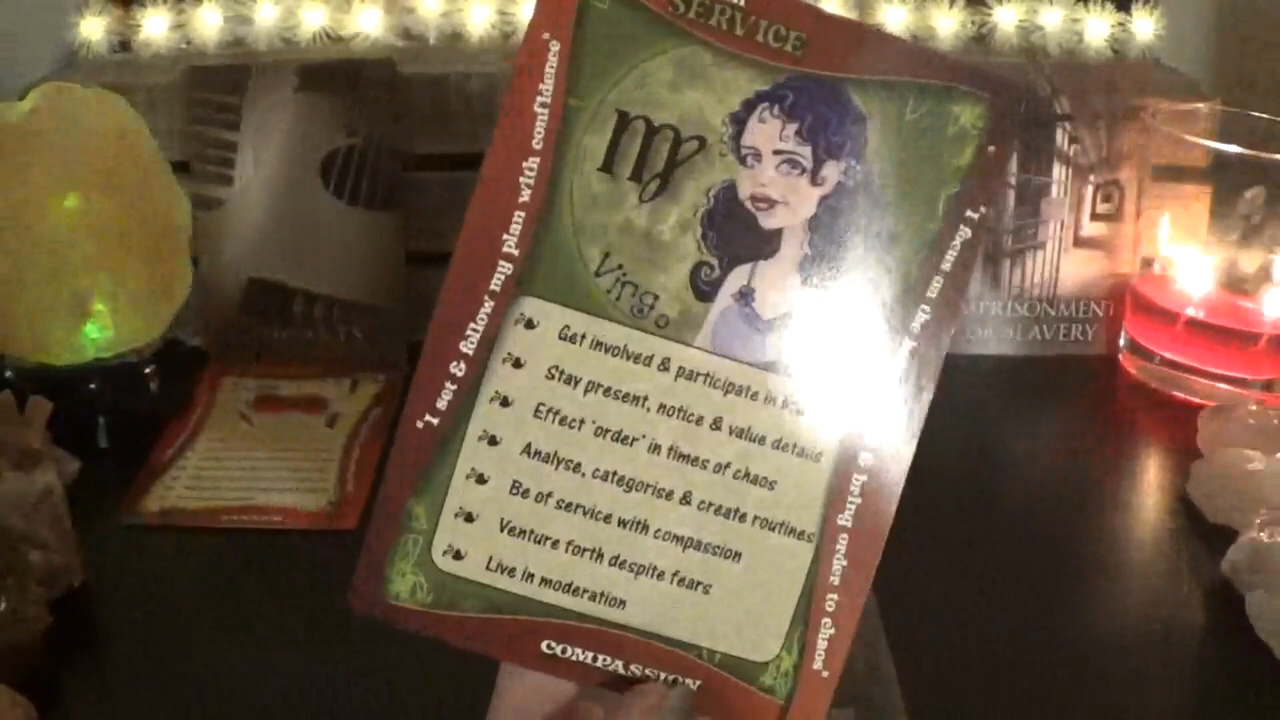 SERVICE
"I set & follow my plan with confidence"
Virgo
Get involved & participate in
Stay present, notice & value details
Effect 'order' in times of chaos
Analyse, categorise & create routines
Be of service with compassion
Venture forth despite fears
Live in moderation
"I focus on the
bring order to chaos"
COMPASSION
IMPRISONMENT
SLAVERY